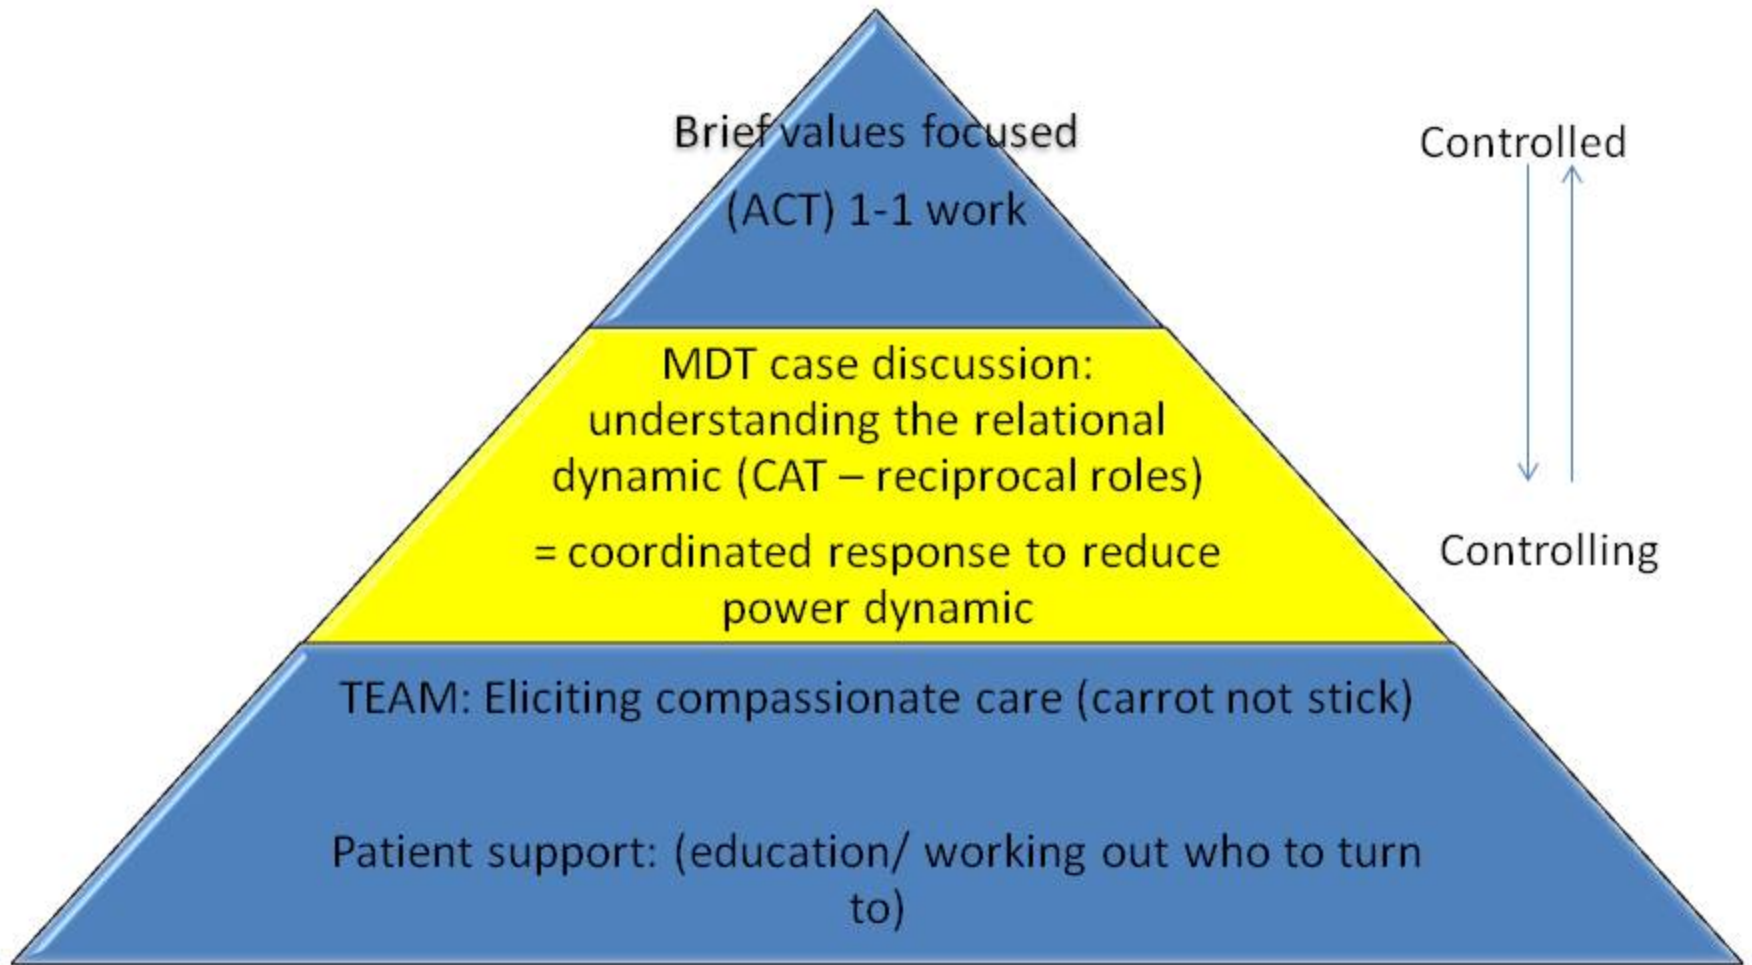 Brief values focused
(ACT) 1-1 work
Controlled
MDT case discussion:
understanding the relational
dynamic (CAT – reciprocal roles)
= coordinated response to reduce
power dynamic
Controlling
TEAM: Eliciting compassionate care (carrot not stick)
Patient support: (education/ working out who to turn
to)